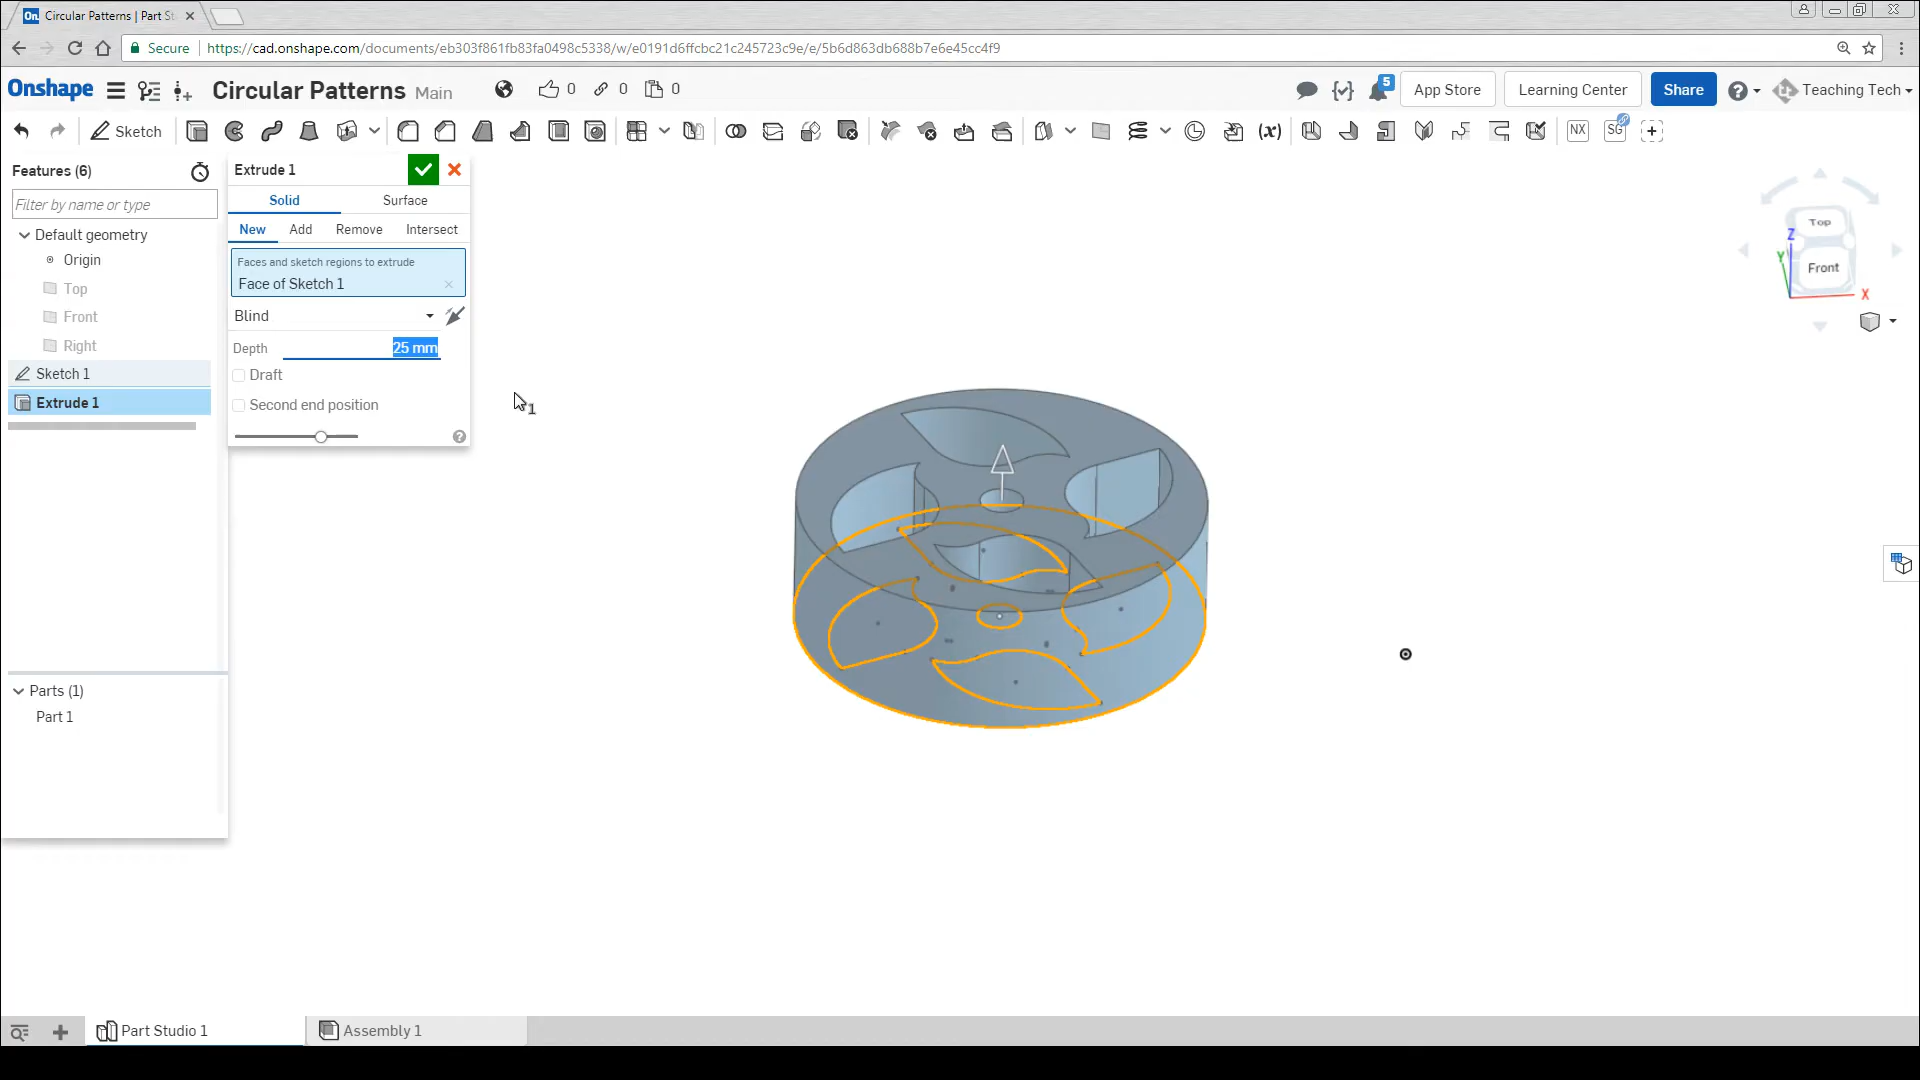 Circular Patterns | Part St
Secure
https://cad.onshape.com/documents/eb303f861fb83fa0498c5338/w/e0191d6ffcbc21c245723c9e/e/5b6d863db688b7e6e45cc4f9
Onshape
Circular Patterns Main
0 0 0
5
App Store
Learning Center
Share
Teaching Tech
Sketch
(x)
NX
SG
Features (6)
Filter by name or type
Default geometry
Origin
Top
Front
Right
Sketch 1
Extrude 1
Extrude 1
Solid Surface
New Add Remove Intersect
Faces and sketch regions to extrude
Face of Sketch 1
Blind
Depth 25 mm
Draft
Second end position
1
Top
Front
Z
Y
X
Parts (1)
Part 1
Part Studio 1
Assembly 1